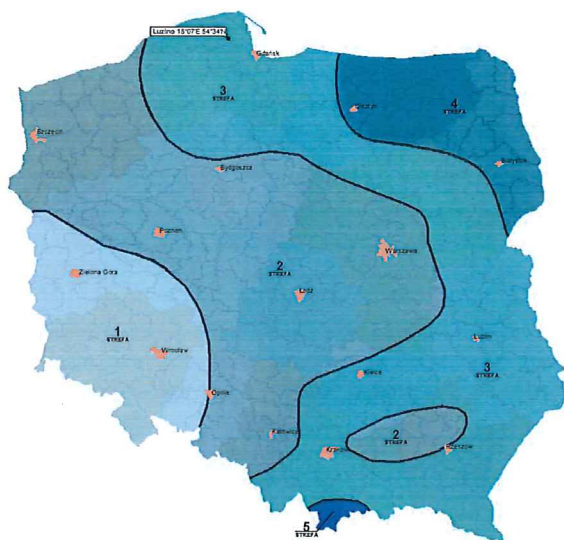 Luzino 18°07'E 54°34'N
Gdańsk
3
STREFA
4
STREFA
Olsztyn
Szczecin
Białystok
Bydgoszcz
Poznań
Warszawa
2
STREFA
Zielona Góra
Łódź
1
STREFA
Wrocław
Lublin
3
STREFA
Kielce
Opole
2
STREFA
Katowice
Kraków
Rzeszów
5
STREFA